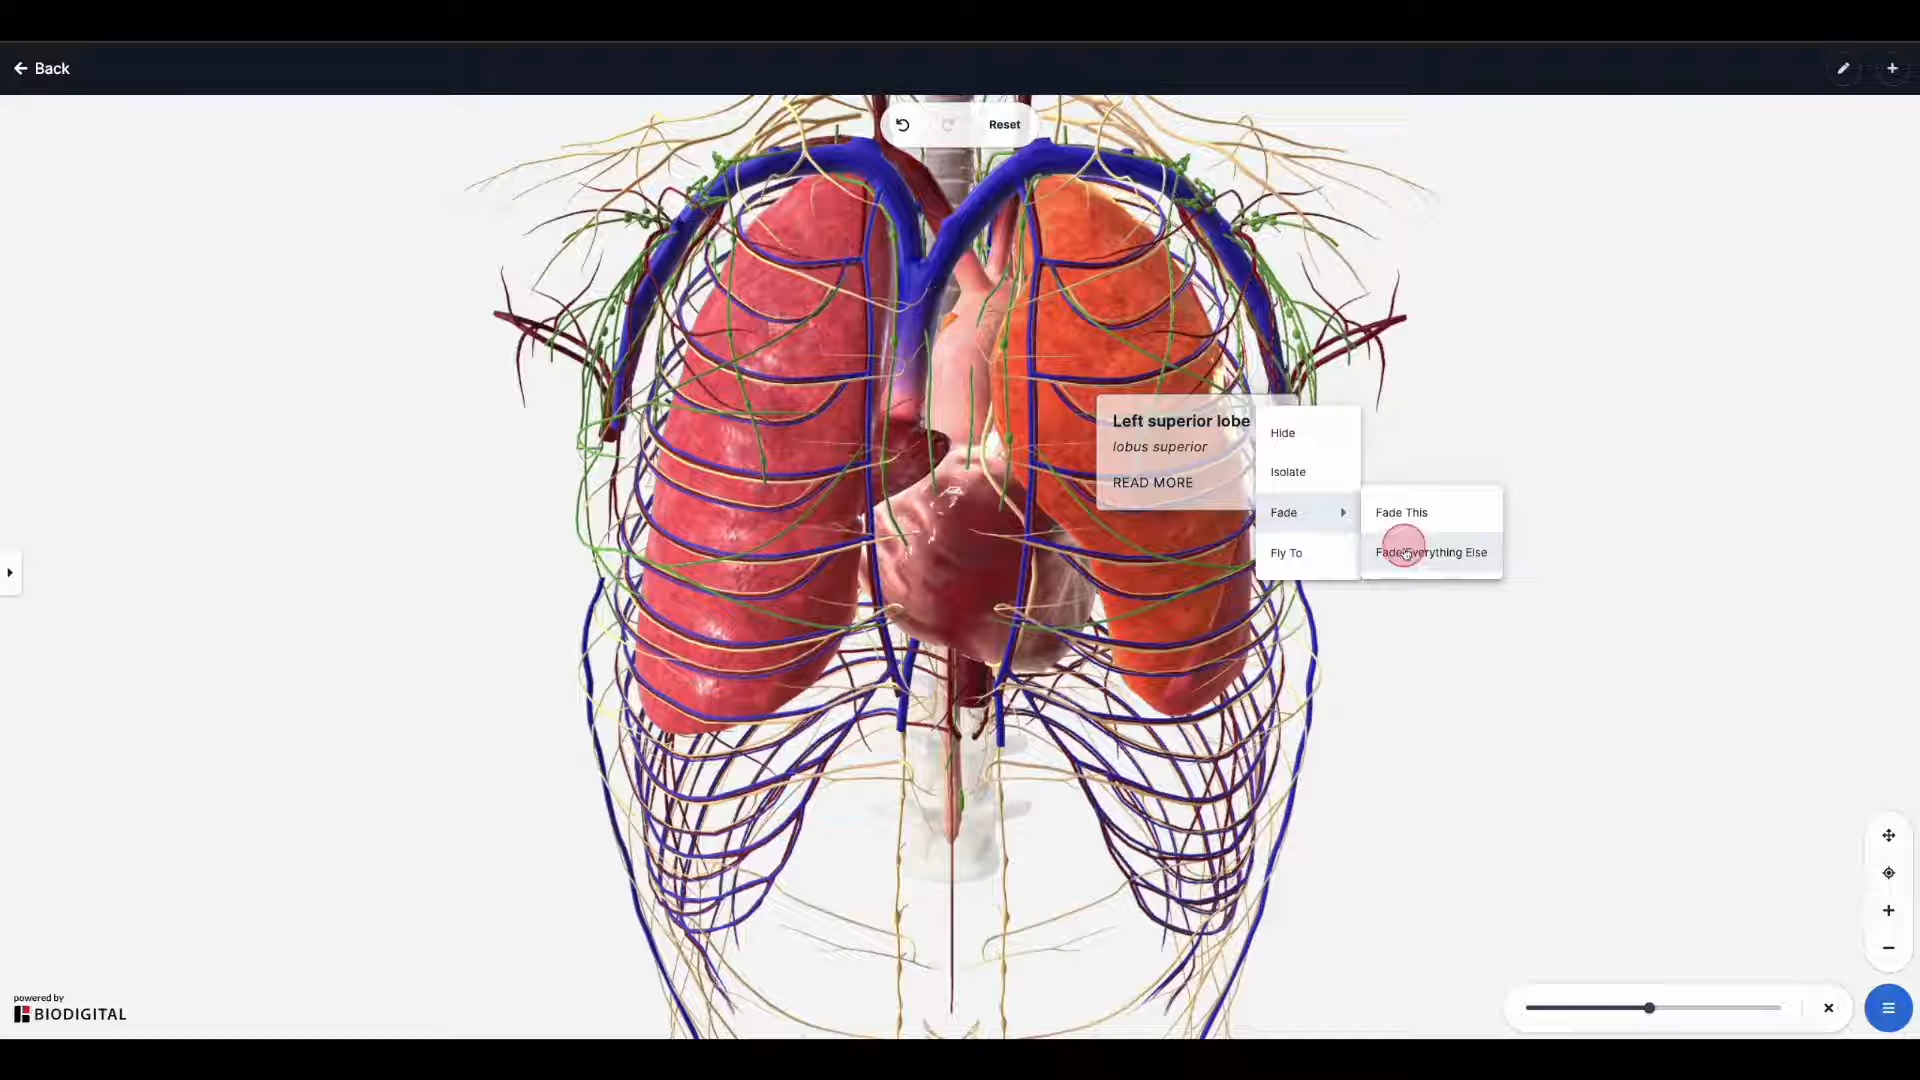 Back
Reset
Left superior lobe
lobus superior
READ MORE
Hide
Isolate
Fade
Fly To
Fade This
Fade Everything Else
powered by
BIODIGITAL